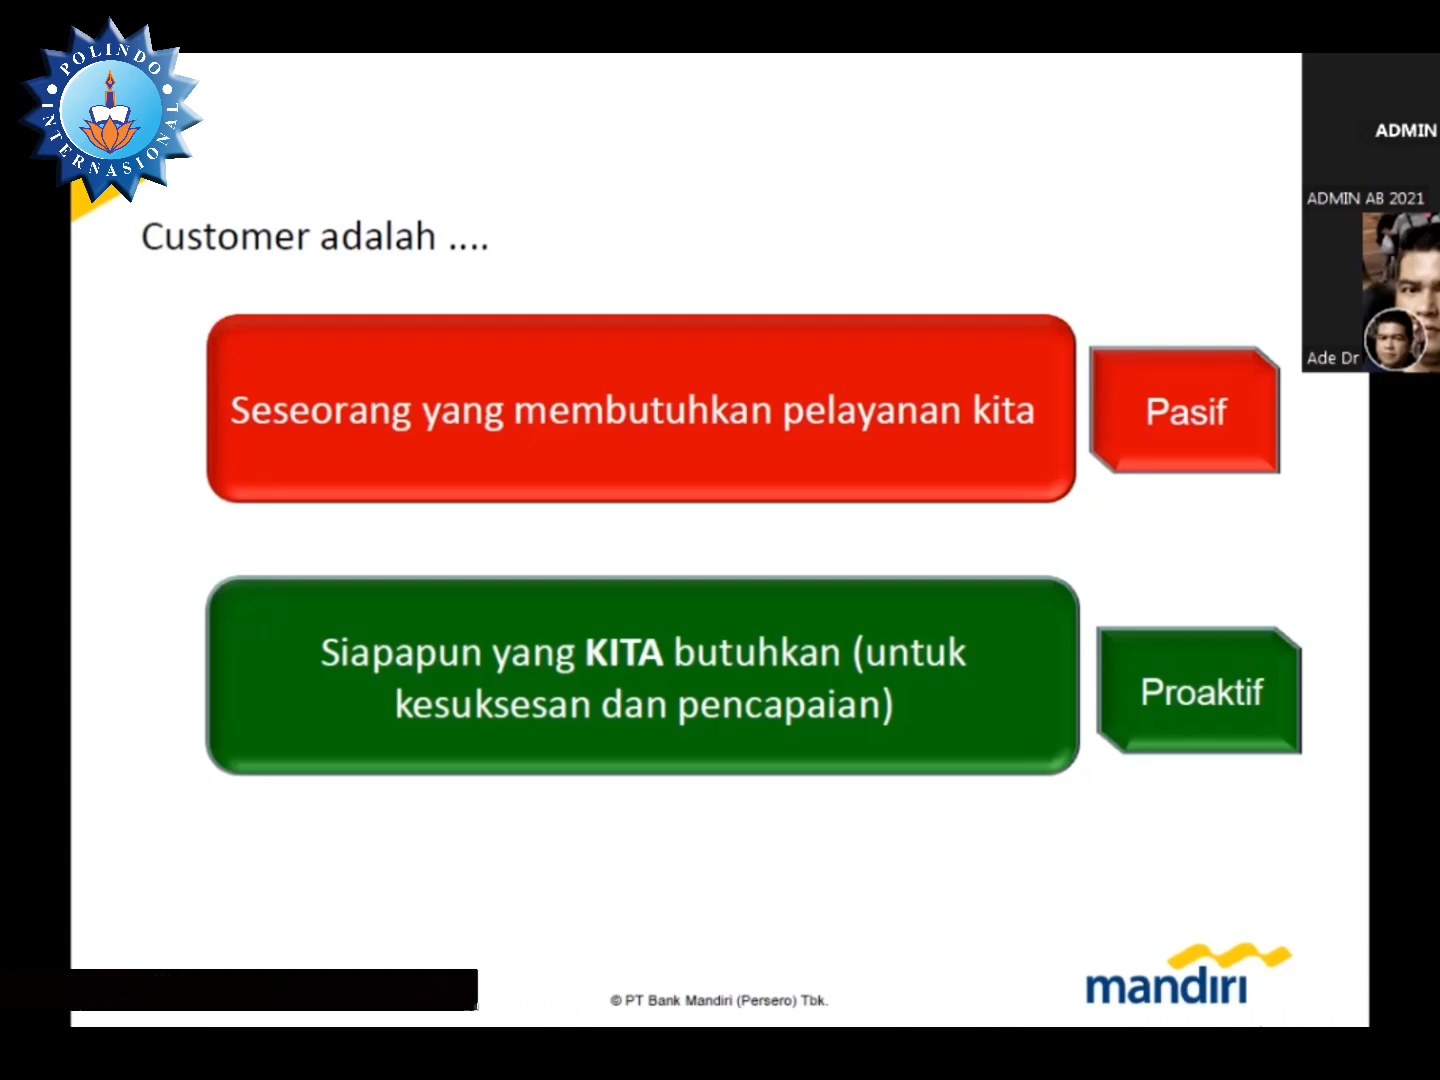 POLINDO
INTERNASIONAL
ADMIN
ADMIN AB 2021
Customer adalah ....
Ade Dr
Seseorang yang membutuhkan pelayanan kita
Pasif
Siapapun yang KITA butuhkan (untuk
kesuksesan dan pencapaian)
Proaktif
mandiri
© PT Bank Mandiri (Persero) Tbk.